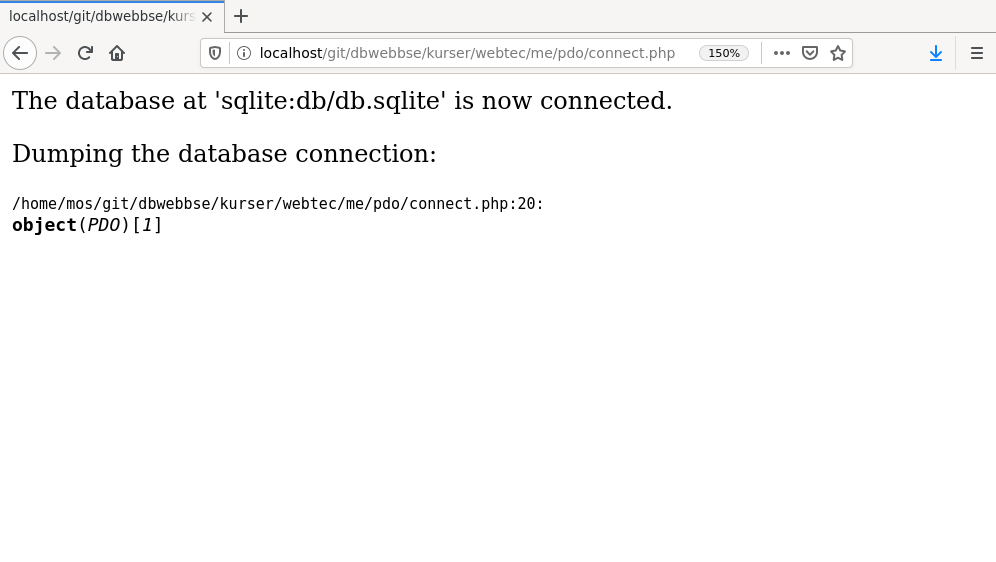 localhost/git/dbwebbse/kurs
localhost/git/dbwebbse/kurser/webtec/me/pdo/connect.php
150%
The database at 'sqlite:db/db.sqlite' is now connected.
Dumping the database connection:
/home/mos/git/dbwebbse/kurser/webtec/me/pdo/connect.php:20:
object(PDO)[1]